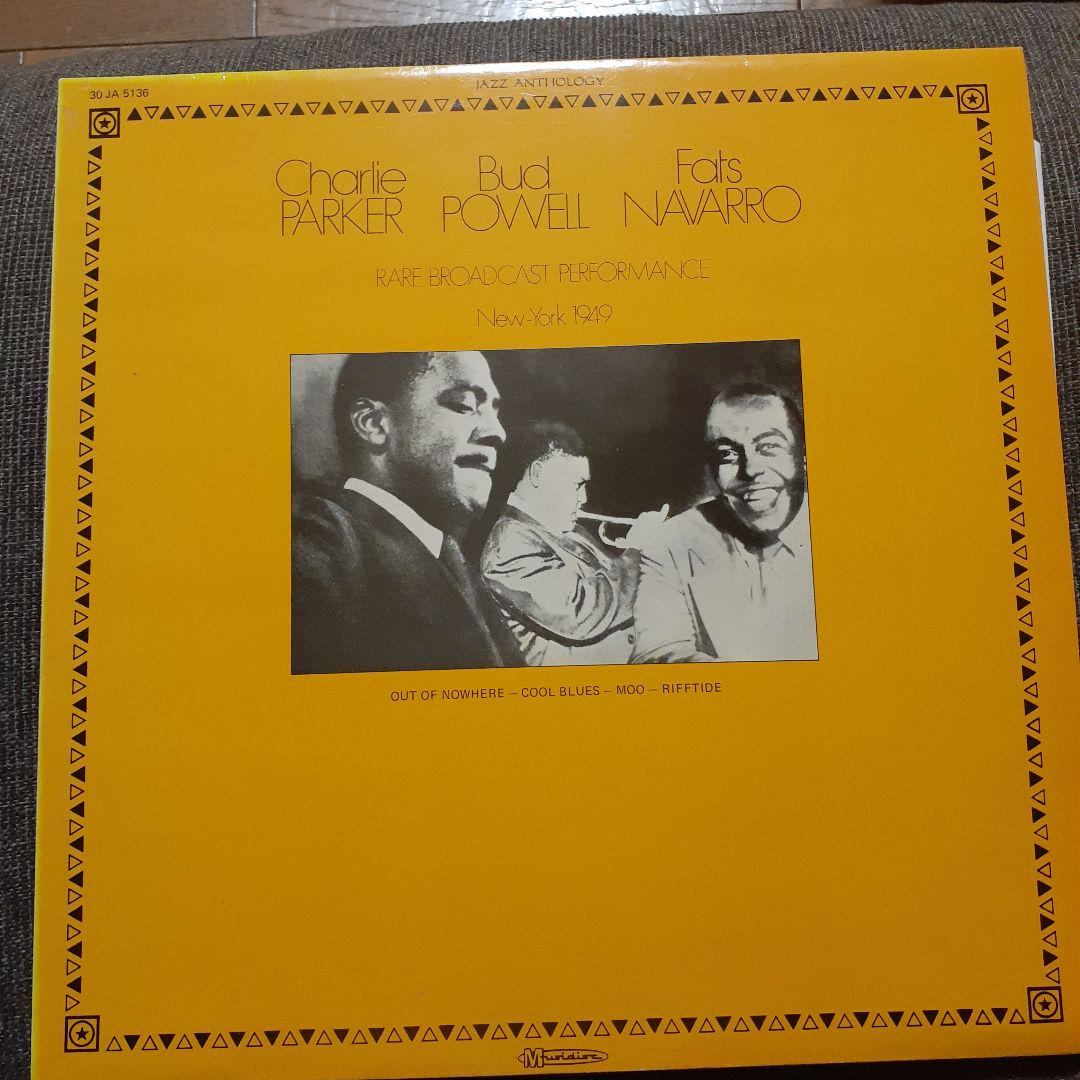 JAZZ ANTHOLOGY
30 JA 5136
Charlie PARKER
Bud POWELL
Fats NAVARRO
RARE BROADCAST PERFORMANCE
New-York 1949
OUT OF NOWHERE – COOL BLUES – MOO – RIFFTIDE
Musidisc